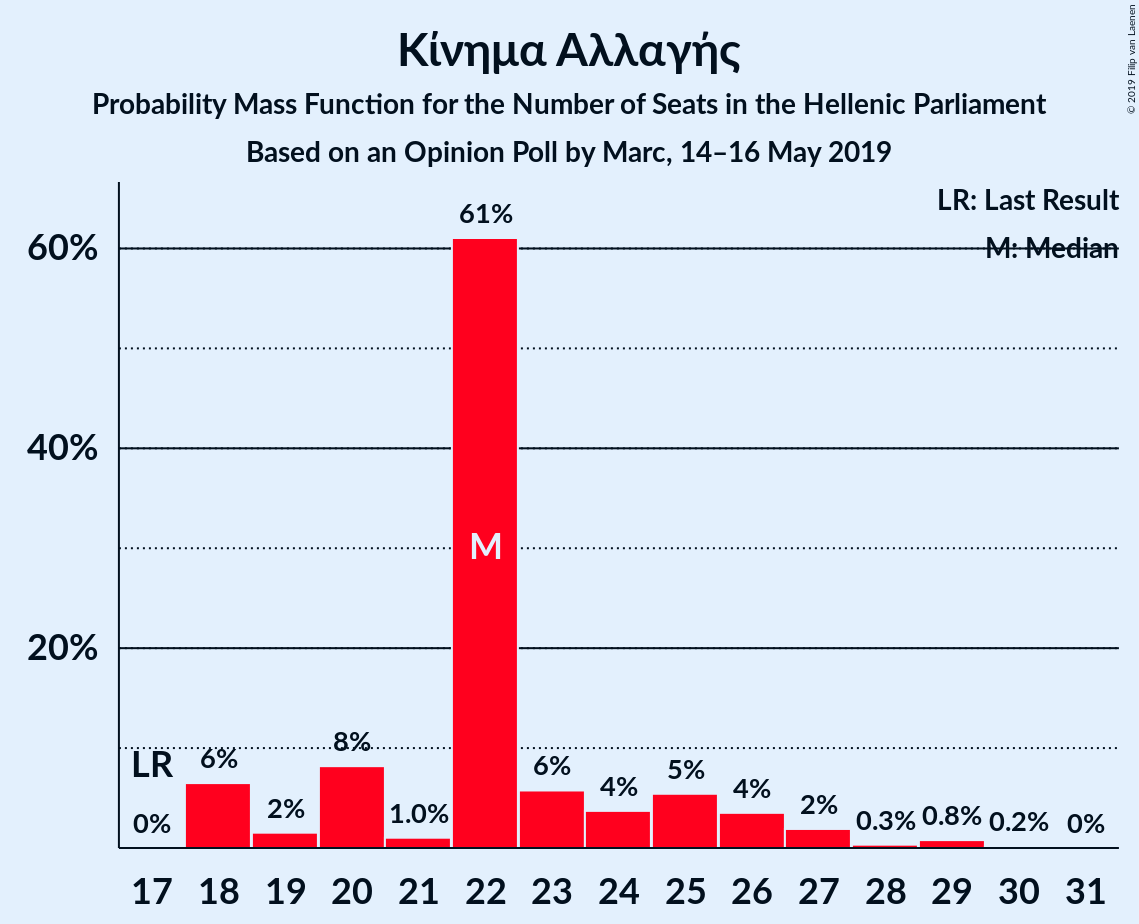 Κίνημα Αλλαγής
Probability Mass Function for the Number of Seats in the Hellenic Parliament
Based on an Opinion Poll by Marc, 14–16 May 2019
© 2019 Filip van Laenen
LR: Last Result
M: Median
60%
40%
20%
LR
0%
6%
2%
8%
1.0%
61%
M
6%
4%
5%
4%
2%
0.3%
0.8%
0.2%
0%
17 18 19 20 21 22 23 24 25 26 27 28 29 30 31